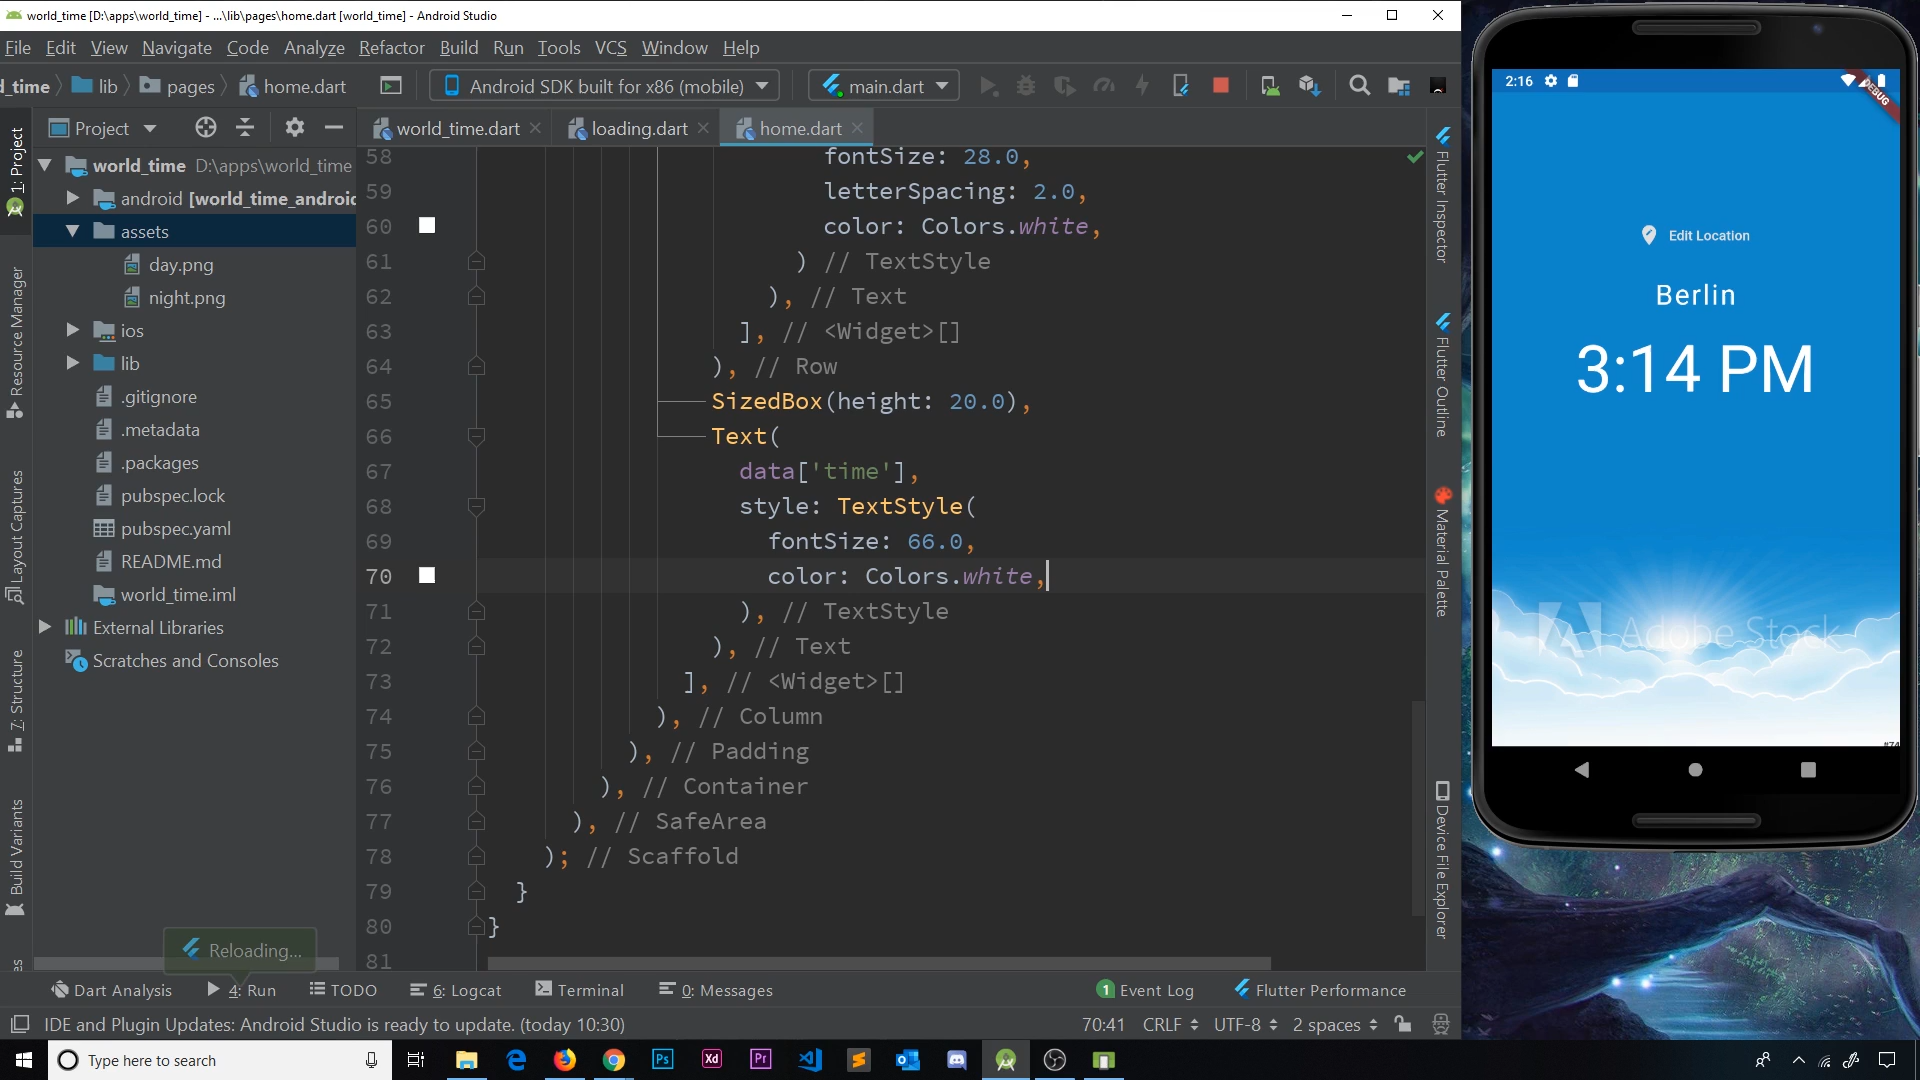 world_time [D:\apps\world_time] - ...\lib\pages\home.dart [world_time] - Android Studio
File Edit View Navigate Code Analyze Refactor Build Run Tools VCS Window Help
d_time lib pages home.dart Android SDK built for x86 (mobile) main.dart
Project world_time.dart loading.dart home.dart
world_time D:\apps\world_time
android [world_time_android
assets
day.png
night.png
ios
lib
.gitignore
.metadata
.packages
pubspec.lock
pubspec.yaml
README.md
world_time.iml
External Libraries
Scratches and Consoles
1: Project
Resource Manager
Layout Captures
Z: Structure
Build Variants
es
58 fontSize: 28.0,
59 letterSpacing: 2.0,
60 color: Colors.white,
61 ) // TextStyle
62 ), // Text
63 ], // <Widget>[]
64 ), // Row
65 SizedBox(height: 20.0),
66 Text(
67 data['time'],
68 style: TextStyle(
69 fontSize: 66.0,
70 color: Colors.white,
71 ), // TextStyle
72 ), // Text
73 ], // <Widget>[]
74 ), // Column
75 ), // Padding
76 ), // Container
77 ), // SafeArea
78 ); // Scaffold
79 }
80 }
81
Flutter Inspector
Flutter Outline
Material Palette
Device File Explorer
Reloading...
Dart Analysis 4: Run TODO 6: Logcat Terminal 0: Messages 1 Event Log Flutter Performance
IDE and Plugin Updates: Android Studio is ready to update. (today 10:30) 70:41 CRLF UTF-8 2 spaces
Type here to search
Ps Xd Pr
2:16
DEBUG
Edit Location
Berlin
3:14 PM
Adobe Stock
#74